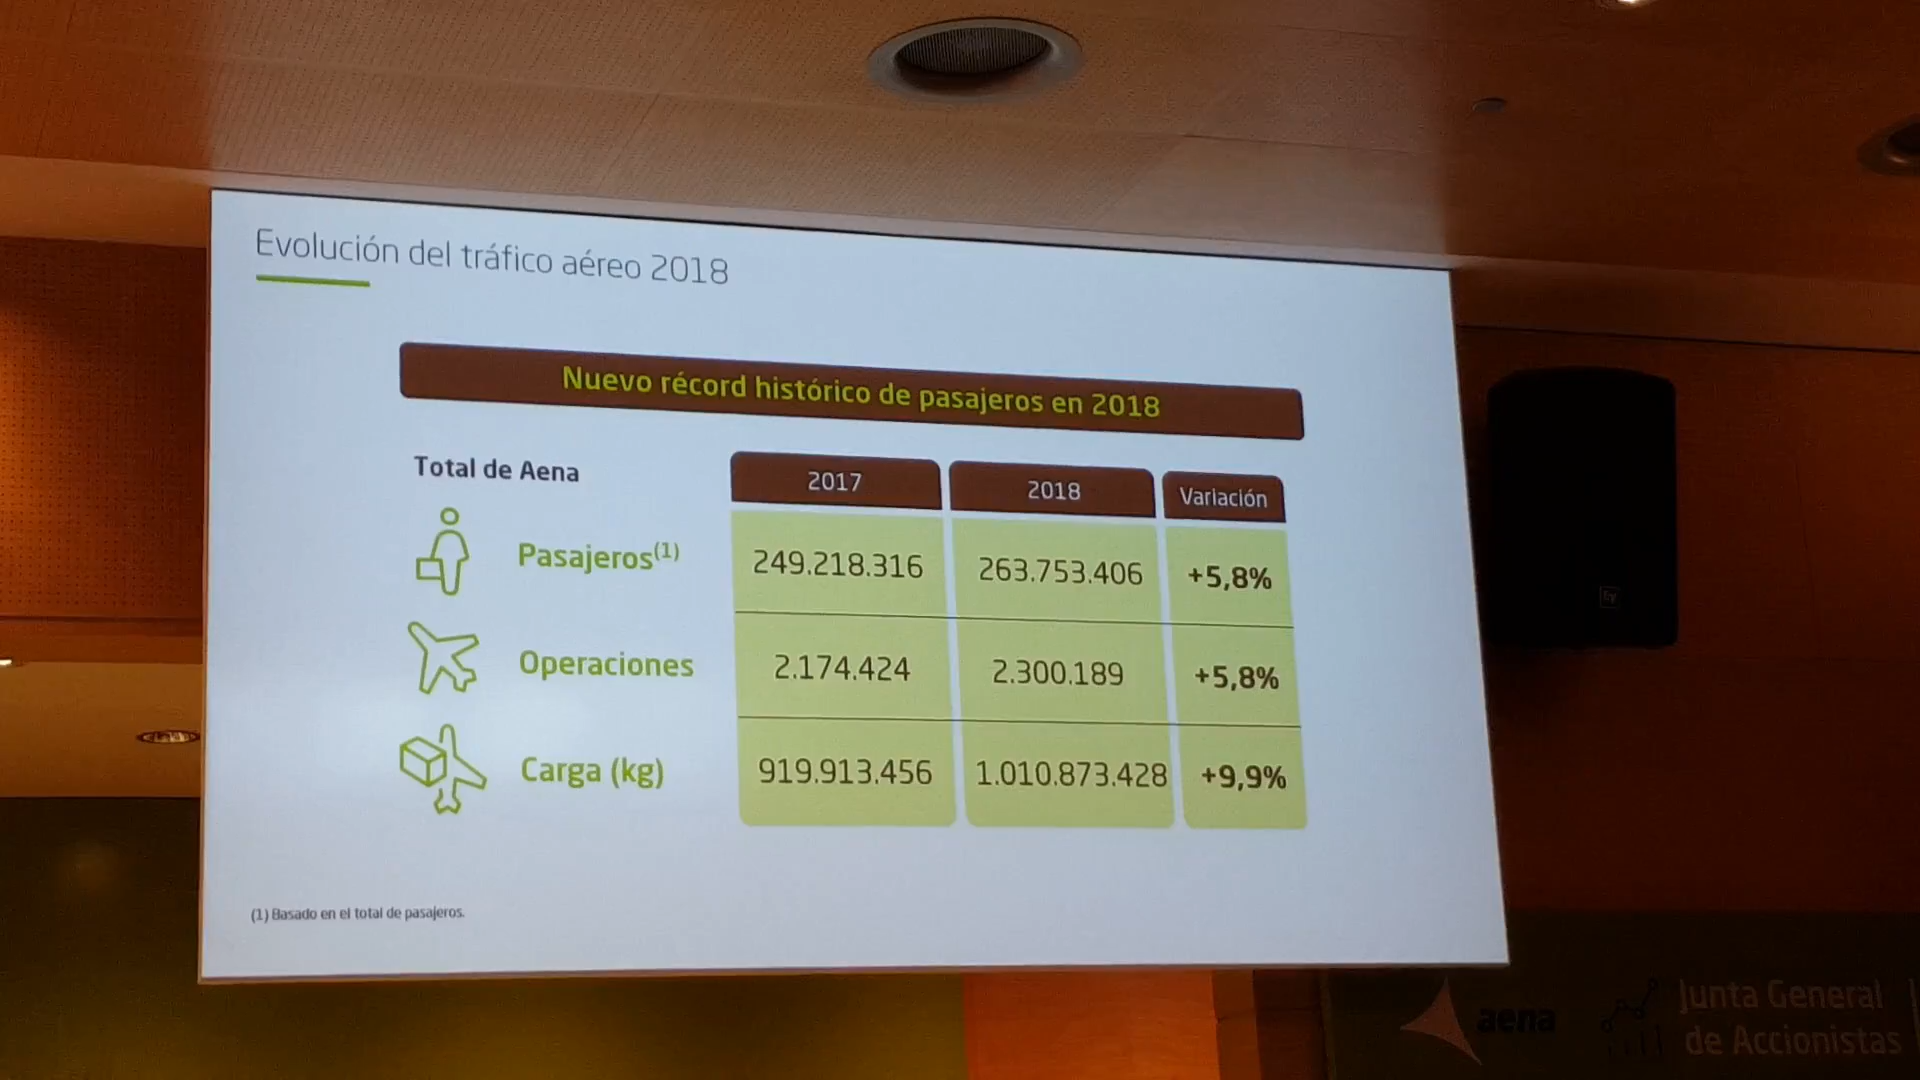 Evolución del tráfico aéreo 2018
Nuevo récord histórico de pasajeros en 2018
Total de Aena 2017 2018 Variación
Pasajeros(1) 249.218.316 263.753.406 +5,8%
Operaciones 2.174.424 2.300.189 +5,8%
Carga (kg) 919.913.456 1.010.873.428 +9,9%
(1) Basado en el total de pasajeros.
EV
aena
Junta General
de Accionistas